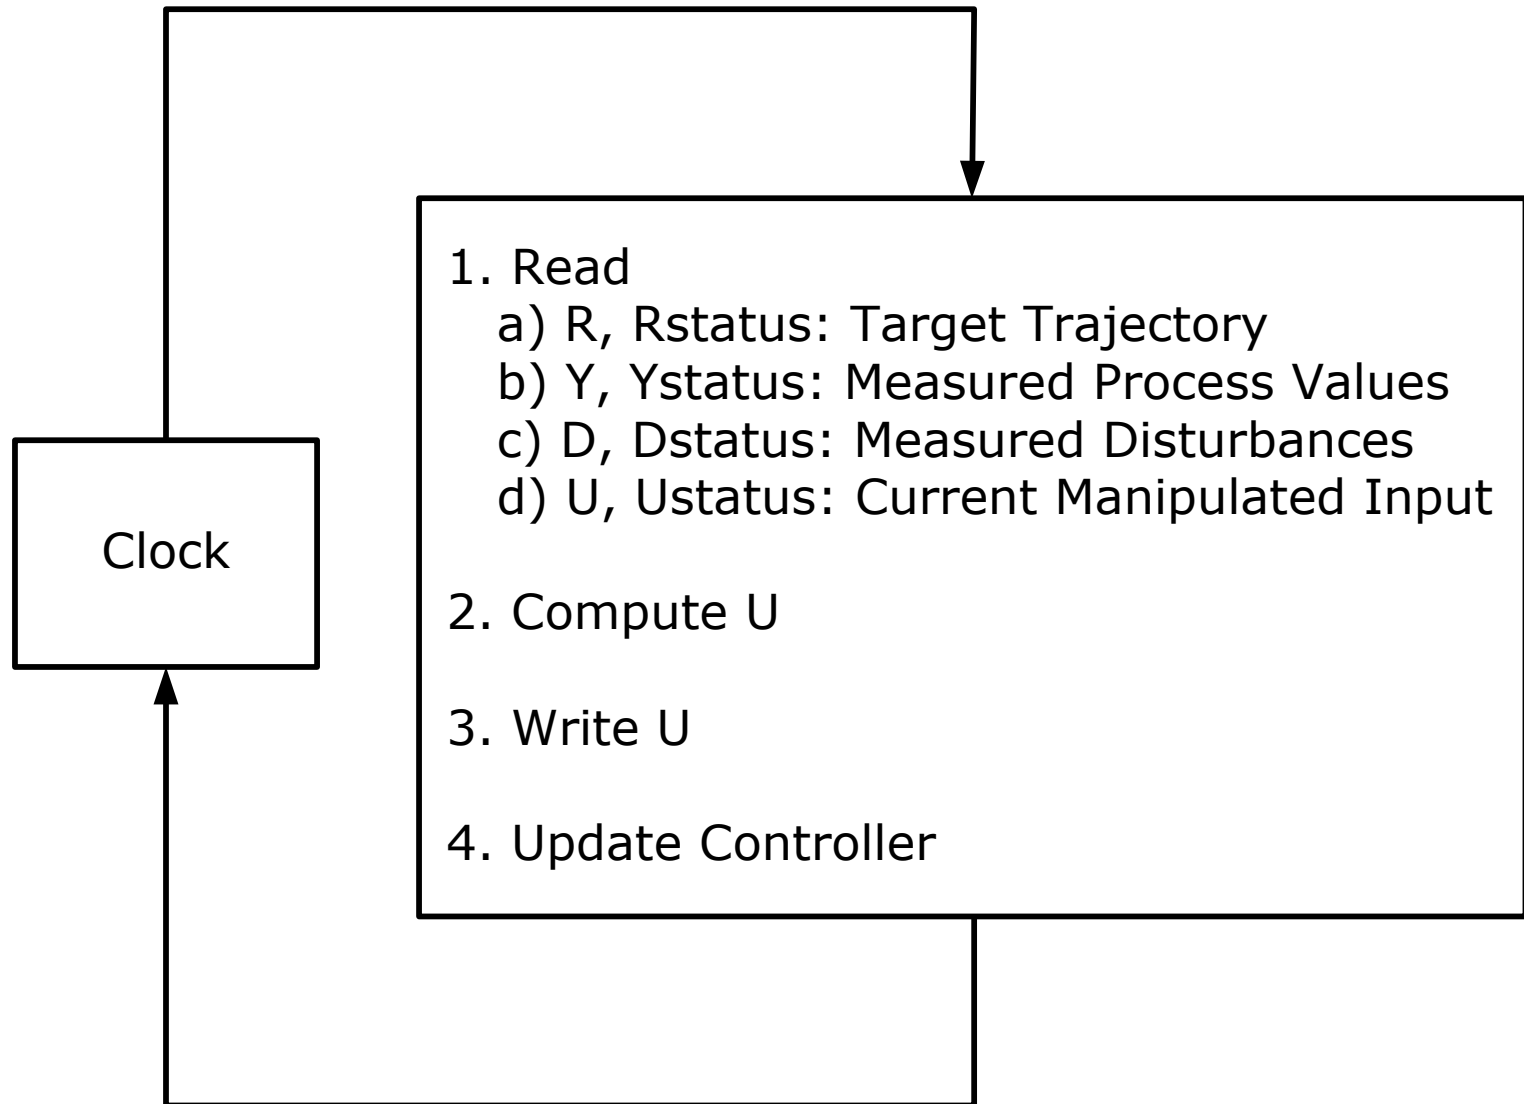 Clock
1. Read
a) R, Rstatus: Target Trajectory
b) Y, Ystatus: Measured Process Values
c) D, Dstatus: Measured Disturbances
d) U, Ustatus: Current Manipulated Input
2. Compute U
3. Write U
4. Update Controller